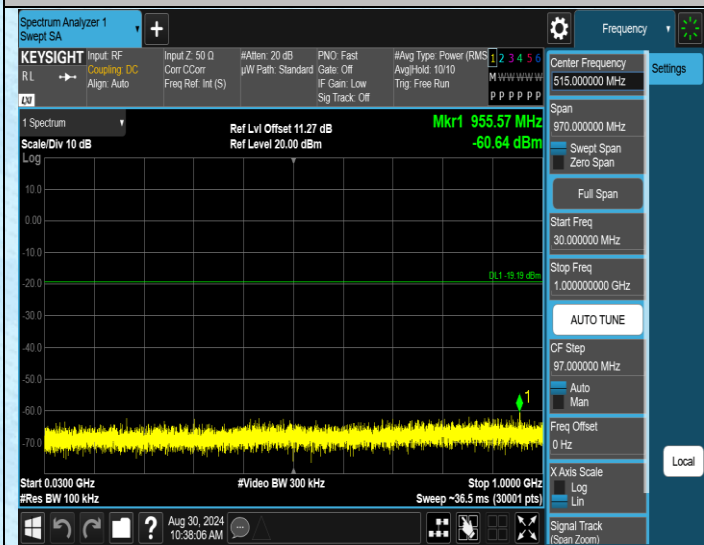 Spectrum Analyzer 1
Swept SA
Frequency
KEYSIGHT
RL
LXI
Input: RF
Coupling: DC
Align: Auto
Input Z: 50 Ω
Corr CCorr
Freq Ref: Int (S)
#Atten: 20 dB
µW Path: Standard
PNO: Fast
Gate: Off
IF Gain: Low
Sig Track: Off
#Avg Type: Power (RMS
Avg|Hold: 10/10
Trig: Free Run
1 2 3 4 5 6
M W W W W W
P P P P P P
Center Frequency
515.000000 MHz
Settings
Span
970.000000 MHz
Swept Span
Zero Span
Full Span
Start Freq
30.000000 MHz
Stop Freq
1.000000000 GHz
AUTO TUNE
CF Step
97.000000 MHz
Auto
Man
Freq Offset
0 Hz
X Axis Scale
Log
Lin
Signal Track
(Span Zoom)
Local
1 Spectrum
Scale/Div 10 dB
Log
Ref Lvl Offset 11.27 dB
Ref Level 20.00 dBm
Mkr1 955.57 MHz
-60.64 dBm
10.0
0.00
-10.0
-20.0
-30.0
-40.0
-50.0
-60.0
-70.0
DL1 -19.19 dBm
1
Start 0.0300 GHz
#Res BW 100 kHz
#Video BW 300 kHz
Stop 1.0000 GHz
Sweep ~36.5 ms (30001 pts)
?
Aug 30, 2024
10:38:06 AM